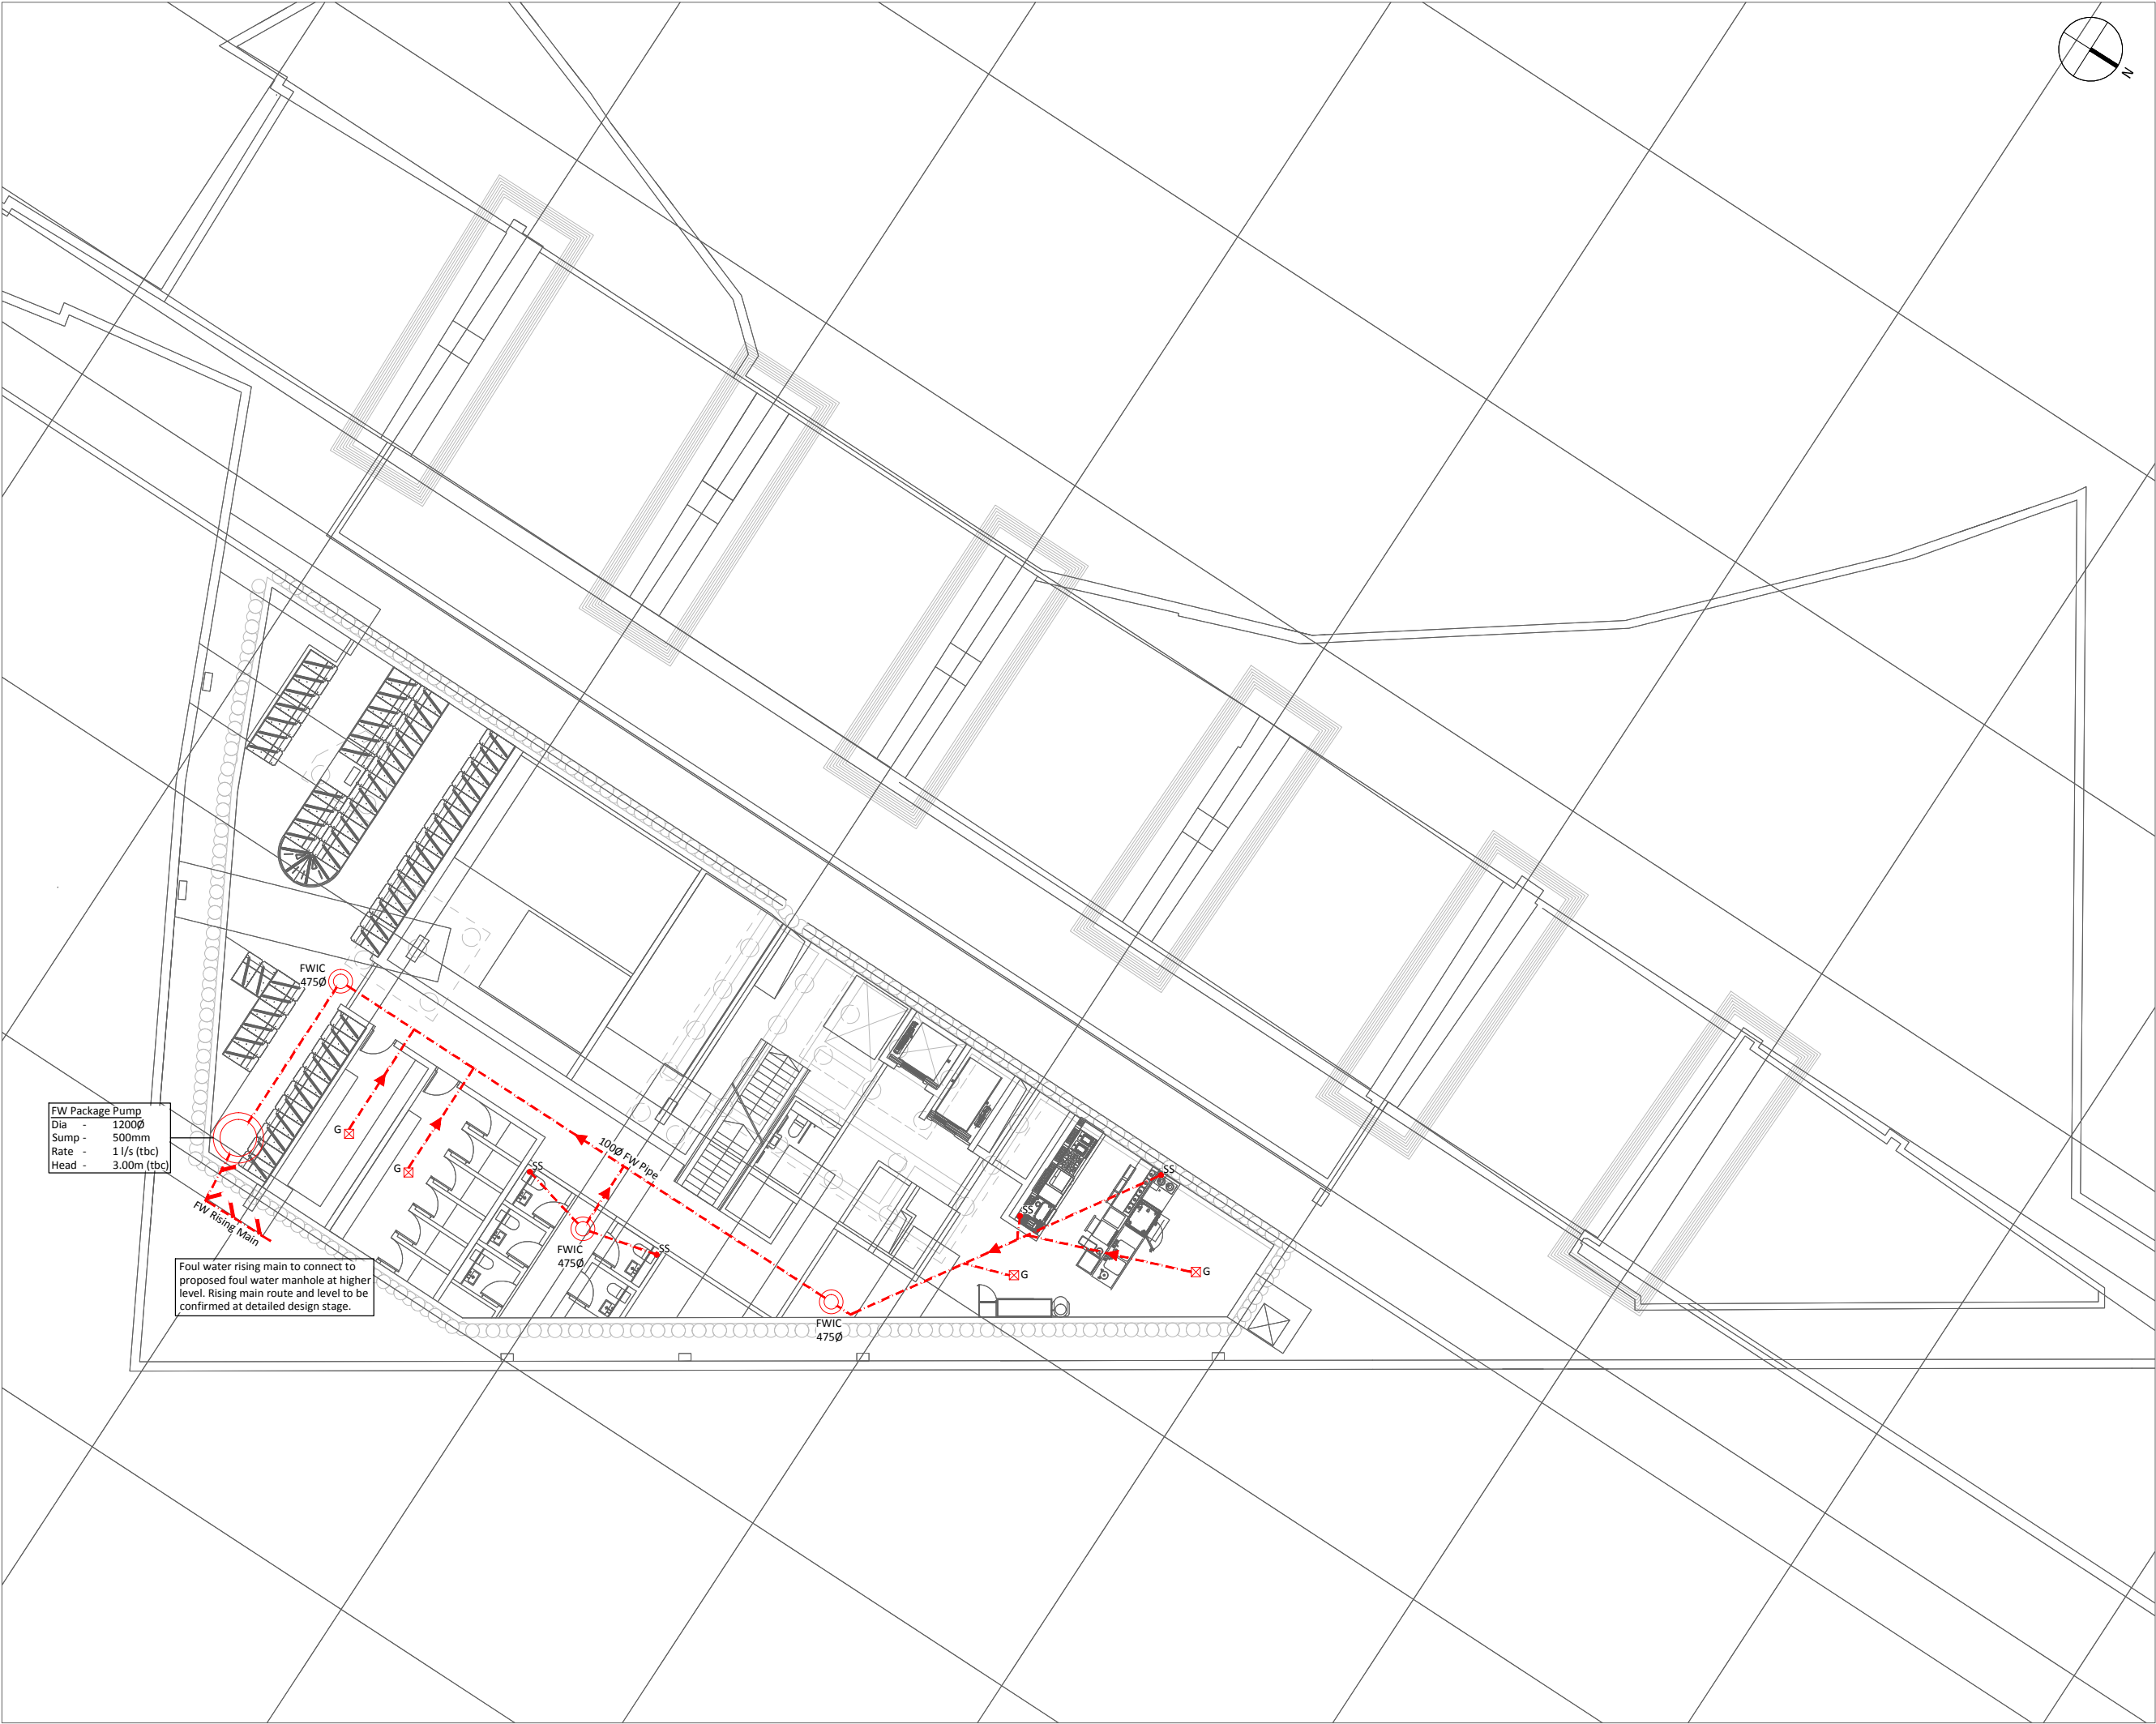 N
FWIC
475Ø
FW Package Pump
Dia - 1200Ø
Sump - 500mm
Rate - 1 l/s (tbc)
Head - 3.00m (tbc)
G
G
SS
100Ø FW Pipe
SS
SS
SS
FW Rising Main
FWIC
475Ø
G
G
Foul water rising main to connect to
proposed foul water manhole at higher
level. Rising main route and level to be
confirmed at detailed design stage.
FWIC
475Ø